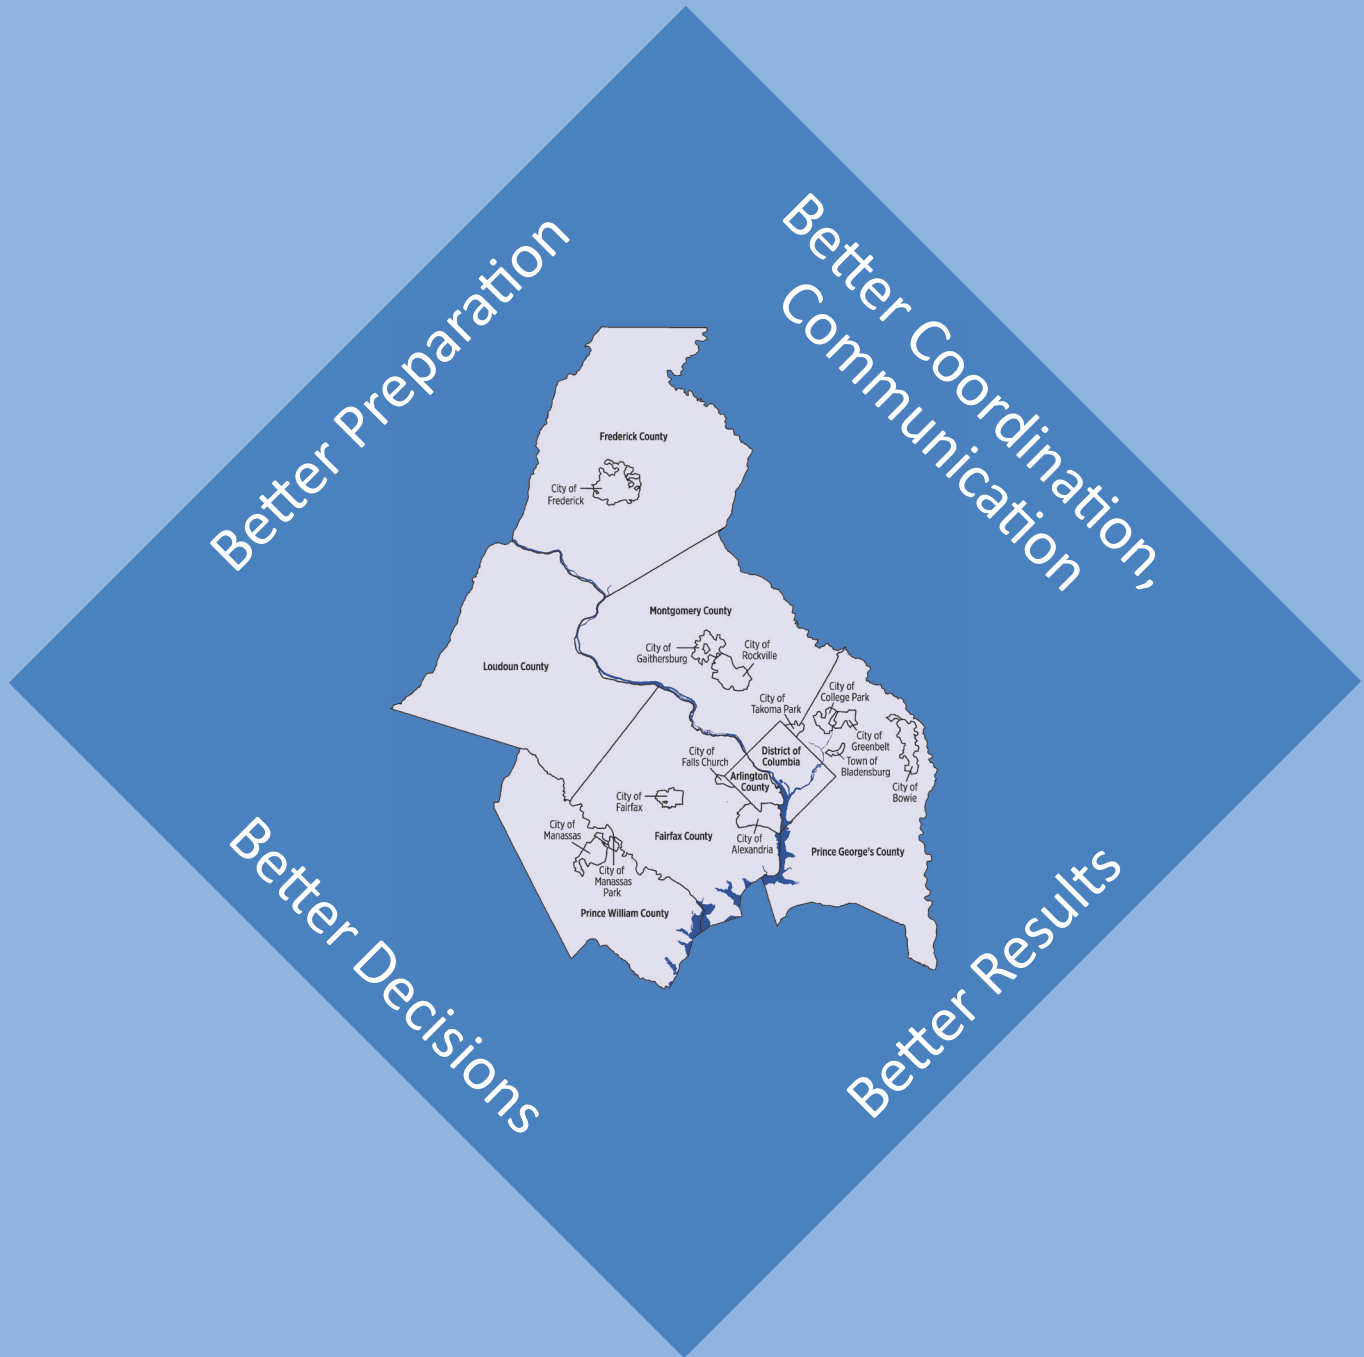 Better Preparation
Better Coordination,
Communication
Frederick County
City of
Frederick
Montgomery County
City of
Gaithersburg
City of
Rockville
Loudoun County
City of
Takoma Park
City of
College Park
City of
Greenbelt
Town of
Bladensburg
City of
Bowie
District of
Columbia
City of
Falls Church
Arlington
County
City of
Fairfax
City of
Manassas
Fairfax County
City of
Alexandria
Prince George's County
City of
Manassas
Park
Prince William County
Better Decisions
Better Results